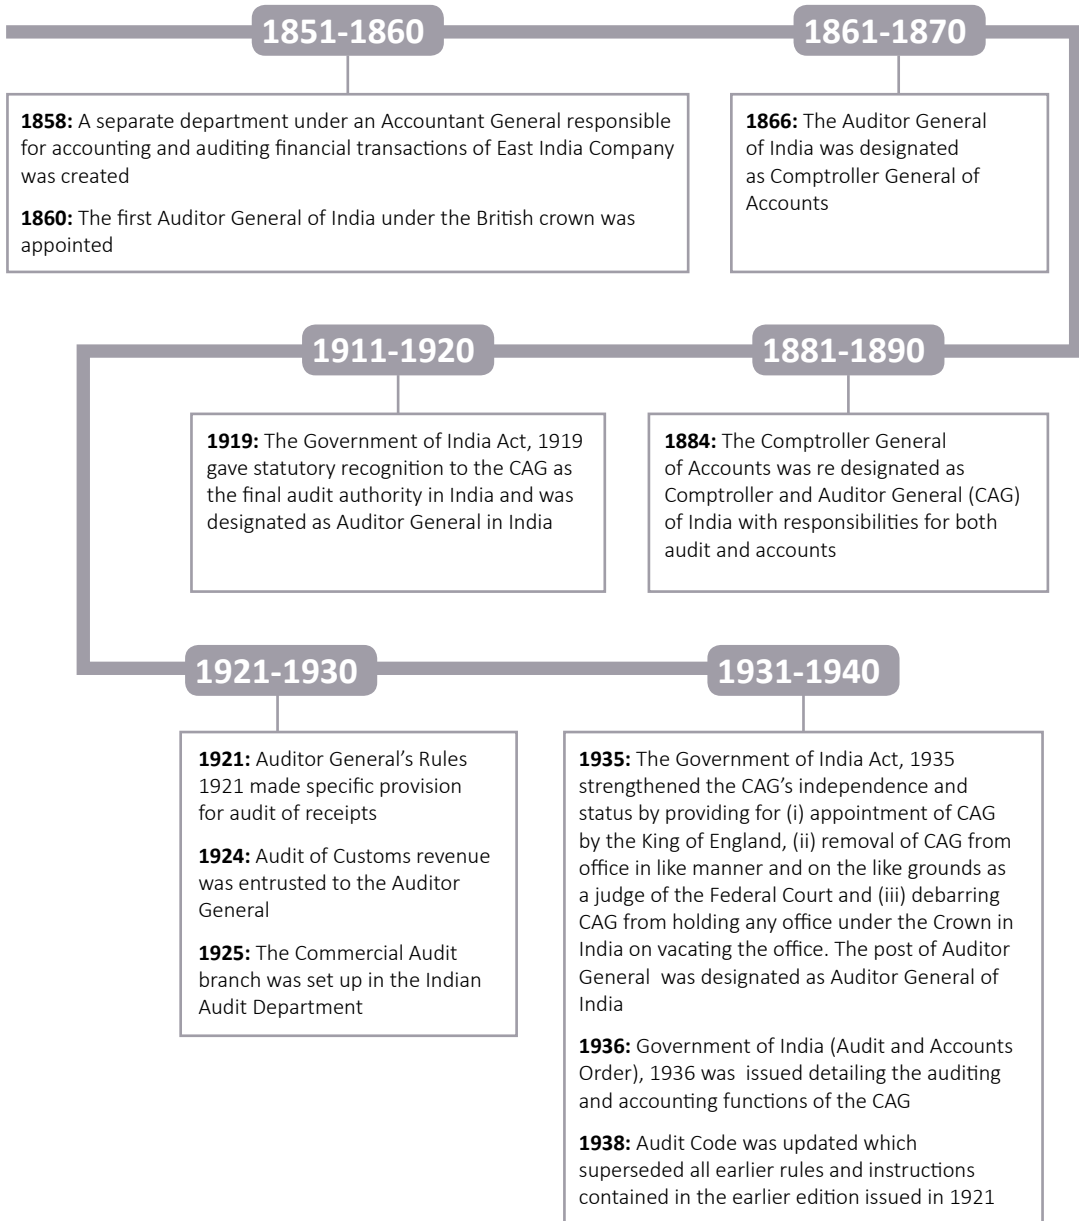 1851-1860
1858: A separate department under an Accountant General responsible
for accounting and auditing financial transactions of East India Company
was created
1860: The first Auditor General of India under the British crown was
appointed
1861-1870
1866: The Auditor General
of India was designated
as Comptroller General of
Accounts
1881-1890
1884: The Comptroller General
of Accounts was re designated as
Comptroller and Auditor General (CAG)
of India with responsibilities for both
audit and accounts
1911-1920
1919: The Government of India Act, 1919
gave statutory recognition to the CAG as
the final audit authority in India and was
designated as Auditor General in India
1921-1930
1921: Auditor General’s Rules
1921 made specific provision
for audit of receipts
1924: Audit of Customs revenue
was entrusted to the Auditor
General
1925: The Commercial Audit
branch was set up in the Indian
Audit Department
1931-1940
1935: The Government of India Act, 1935
strengthened the CAG’s independence and
status by providing for (i) appointment of CAG
by the King of England, (ii) removal of CAG from
office in like manner and on the like grounds as
a judge of the Federal Court and (iii) debarring
CAG from holding any office under the Crown in
India on vacating the office. The post of Auditor
General  was designated as Auditor General of
India
1936: Government of India (Audit and Accounts
Order), 1936 was  issued detailing the auditing
and accounting functions of the CAG
1938: Audit Code was updated which
superseded all earlier rules and instructions
contained in the earlier edition issued in 1921